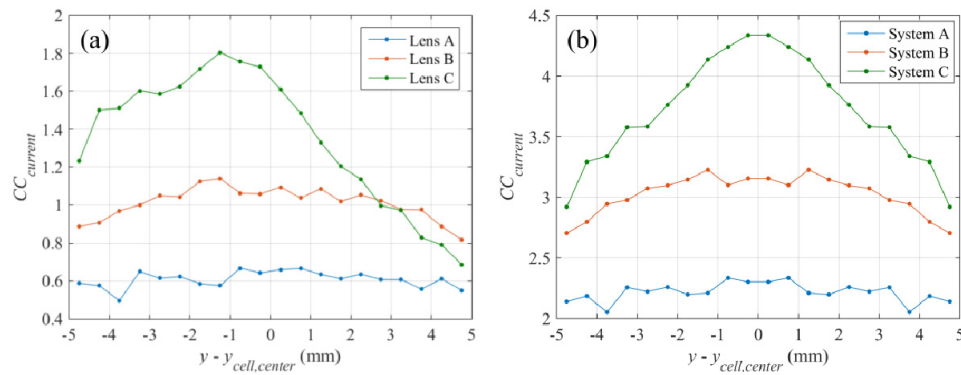 (a)
Lens A
Lens B
Lens C
2
1.8
1.6
1.4
1.2
1
0.8
0.6
0.4
CC_current
-5 -4 -3 -2 -1 0 1 2 3 4 5
y - y_cell,center (mm)
(b)
System A
System B
System C
4.5
4
3.5
3
2.5
2
CC_current
-5 -4 -3 -2 -1 0 1 2 3 4 5
y - y_cell,center (mm)